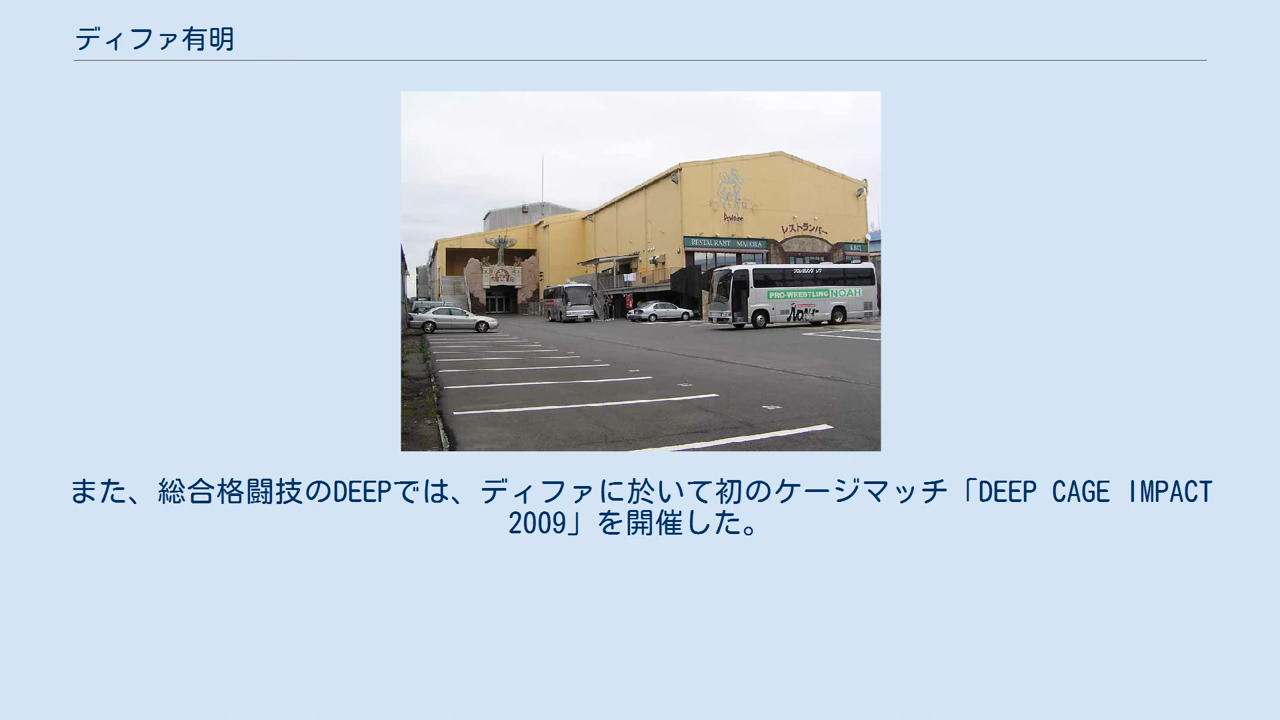 ディファ有明
レストランバー
RESTAURANT MAPOKA
PRO-WRESTLING NOAH
また、総合格闘技のDEEPでは、ディファに於いて初のケージマッチ「DEEP CAGE IMPACT
2009」を開催した。